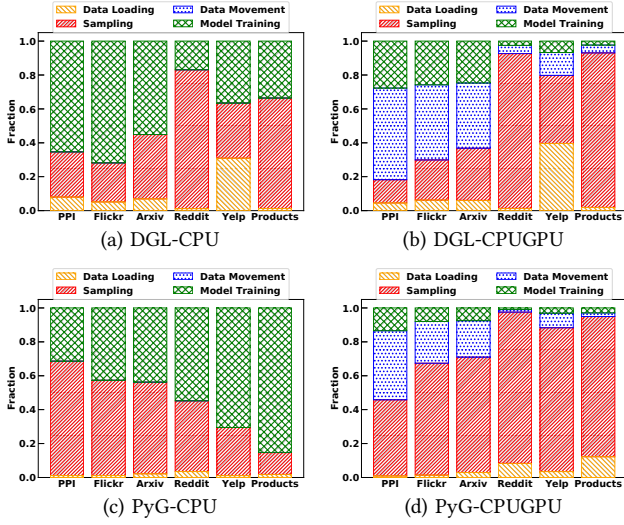 Data Loading Data Movement
Sampling Model Training
1.0
0.8
0.6
0.4
0.2
0.0
Fraction
PPI Flickr Arxiv Reddit Yelp Products
(a) DGL-CPU
Data Loading Data Movement
Sampling Model Training
1.0
0.8
0.6
0.4
0.2
0.0
Fraction
PPI Flickr Arxiv Reddit Yelp Products
(b) DGL-CPUGPU
Data Loading Data Movement
Sampling Model Training
1.0
0.8
0.6
0.4
0.2
0.0
Fraction
PPI Flickr Arxiv Reddit Yelp Products
(c) PyG-CPU
Data Loading Data Movement
Sampling Model Training
1.0
0.8
0.6
0.4
0.2
0.0
Fraction
PPI Flickr Arxiv Reddit Yelp Products
(d) PyG-CPUGPU